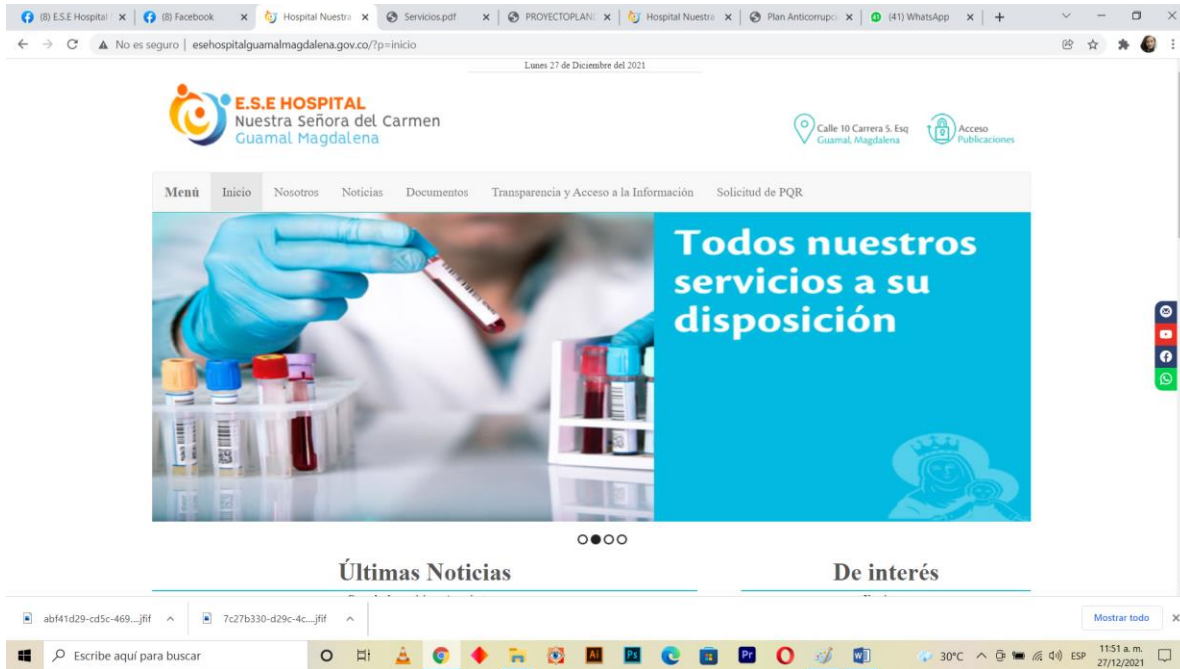 (8) E.S.E Hospital
(8) Facebook
Hospital Nuestra
Servicios.pdf
PROYECTOPLAN
Hospital Nuestra
Plan Anticorrupci
(41) WhatsApp
No es seguro | esehospitalguamalmagdalena.gov.co/?p=inicio
Lunes 27 de Diciembre del 2021
E.S.E HOSPITAL
Nuestra Señora del Carmen
Guamal Magdalena
Calle 10 Carrera 5. Esq
Guamal, Magdalena
Acceso
Publicaciones
Menú Inicio Nosotros Noticias Documentos Transparencia y Acceso a la Información Solicitud de PQR
Todos nuestros
servicios a su
disposición
Últimas Noticias
De interés
abf41d29-cd5c-469....jfif
7c27b330-d29c-4c....jfif
Mostrar todo
Escribe aquí para buscar
Ai
Ps
Pr
30°C
ESP
11:51 a. m.
27/12/2021